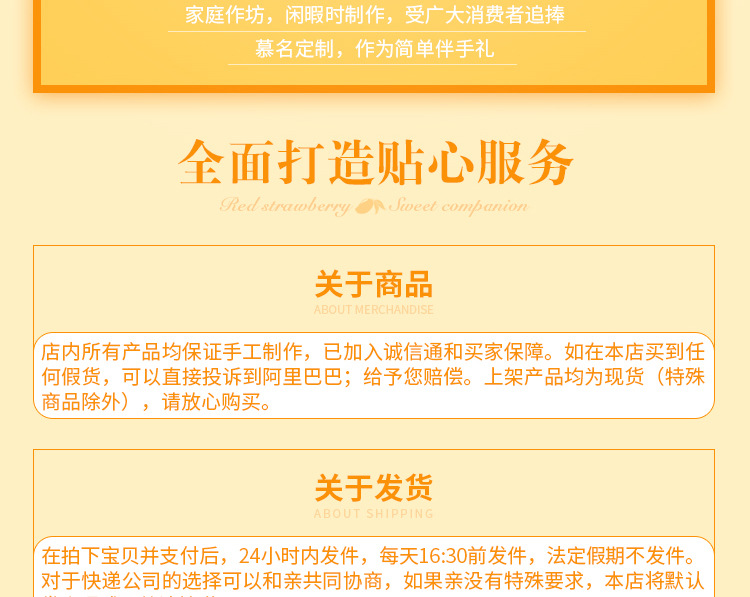 家庭作坊，闲暇时制作，受广大消费者追捧
慕名定制，作为简单伴手礼
全面打造贴心服务
Red strawberry Sweet companion
关于商品
ABOUT MERCHANDISE
店内所有产品均保证手工制作，已加入诚信通和买家保障。如在本店买到任
何假货，可以直接投诉到阿里巴巴；给予您赔偿。上架产品均为现货（特殊
商品除外），请放心购买。
关于发货
ABOUT SHIPPING
在拍下宝贝并支付后，24小时内发件，每天16:30前发件，法定假期不发件。
对于快递公司的选择可以和亲共同协商，如果亲没有特殊要求，本店将默认